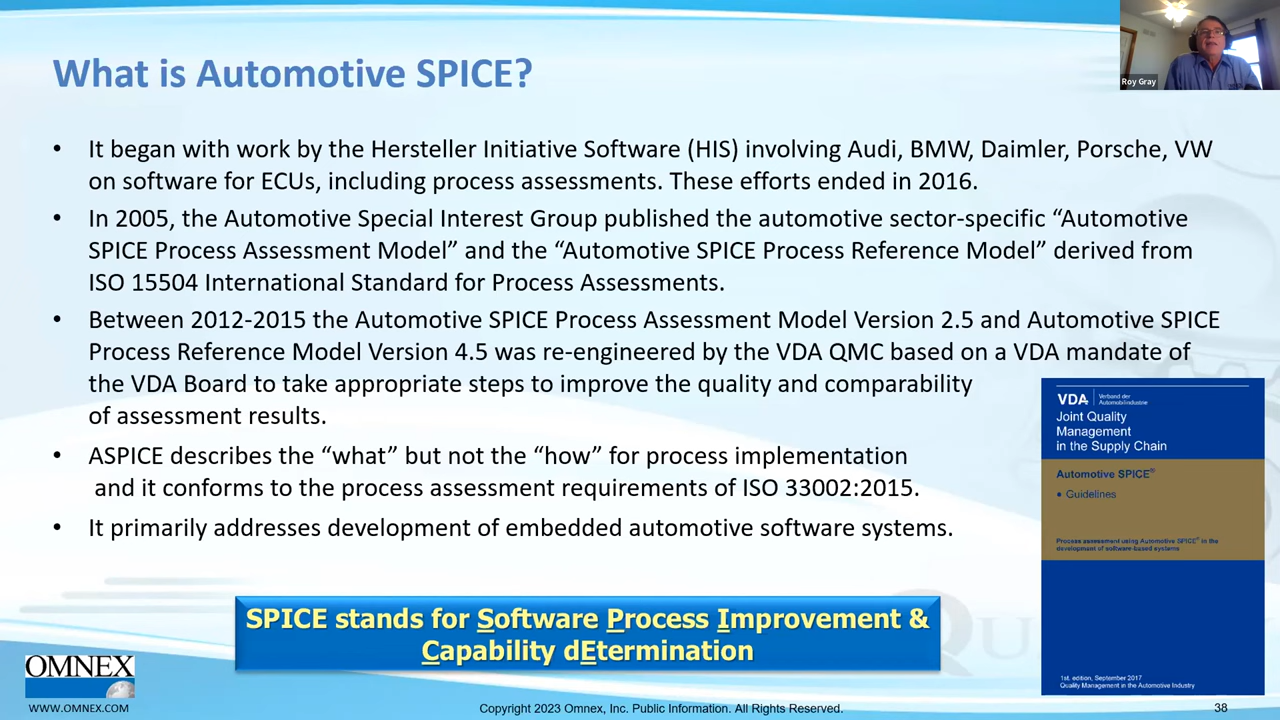 What is Automotive SPICE?
Roy Gray
• It began with work by the Hersteller Initiative Software (HIS) involving Audi, BMW, Daimler, Porsche, VW
on software for ECUs, including process assessments. These efforts ended in 2016.
• In 2005, the Automotive Special Interest Group published the automotive sector-specific “Automotive
SPICE Process Assessment Model” and the “Automotive SPICE Process Reference Model” derived from
ISO 15504 International Standard for Process Assessments.
• Between 2012-2015 the Automotive SPICE Process Assessment Model Version 2.5 and Automotive SPICE
Process Reference Model Version 4.5 was re-engineered by the VDA QMC based on a VDA mandate of
the VDA Board to take appropriate steps to improve the quality and comparability
of assessment results.
• ASPICE describes the “what” but not the “how” for process implementation
and it conforms to the process assessment requirements of ISO 33002:2015.
• It primarily addresses development of embedded automotive software systems.
VDA
Verband der
Automobilindustrie
Joint Quality
Management
in the Supply Chain
Automotive SPICE®
• Guidelines
Process assessment using Automotive SPICE® in the
development of software-based systems
1st. edition, September 2017
Quality Management in the Automotive Industry
SPICE stands for Software Process Improvement &
Capability dEtermination
OMNEX
WWW.OMNEX.COM
Copyright 2023 Omnex, Inc. Public Information. All Rights Reserved.
38